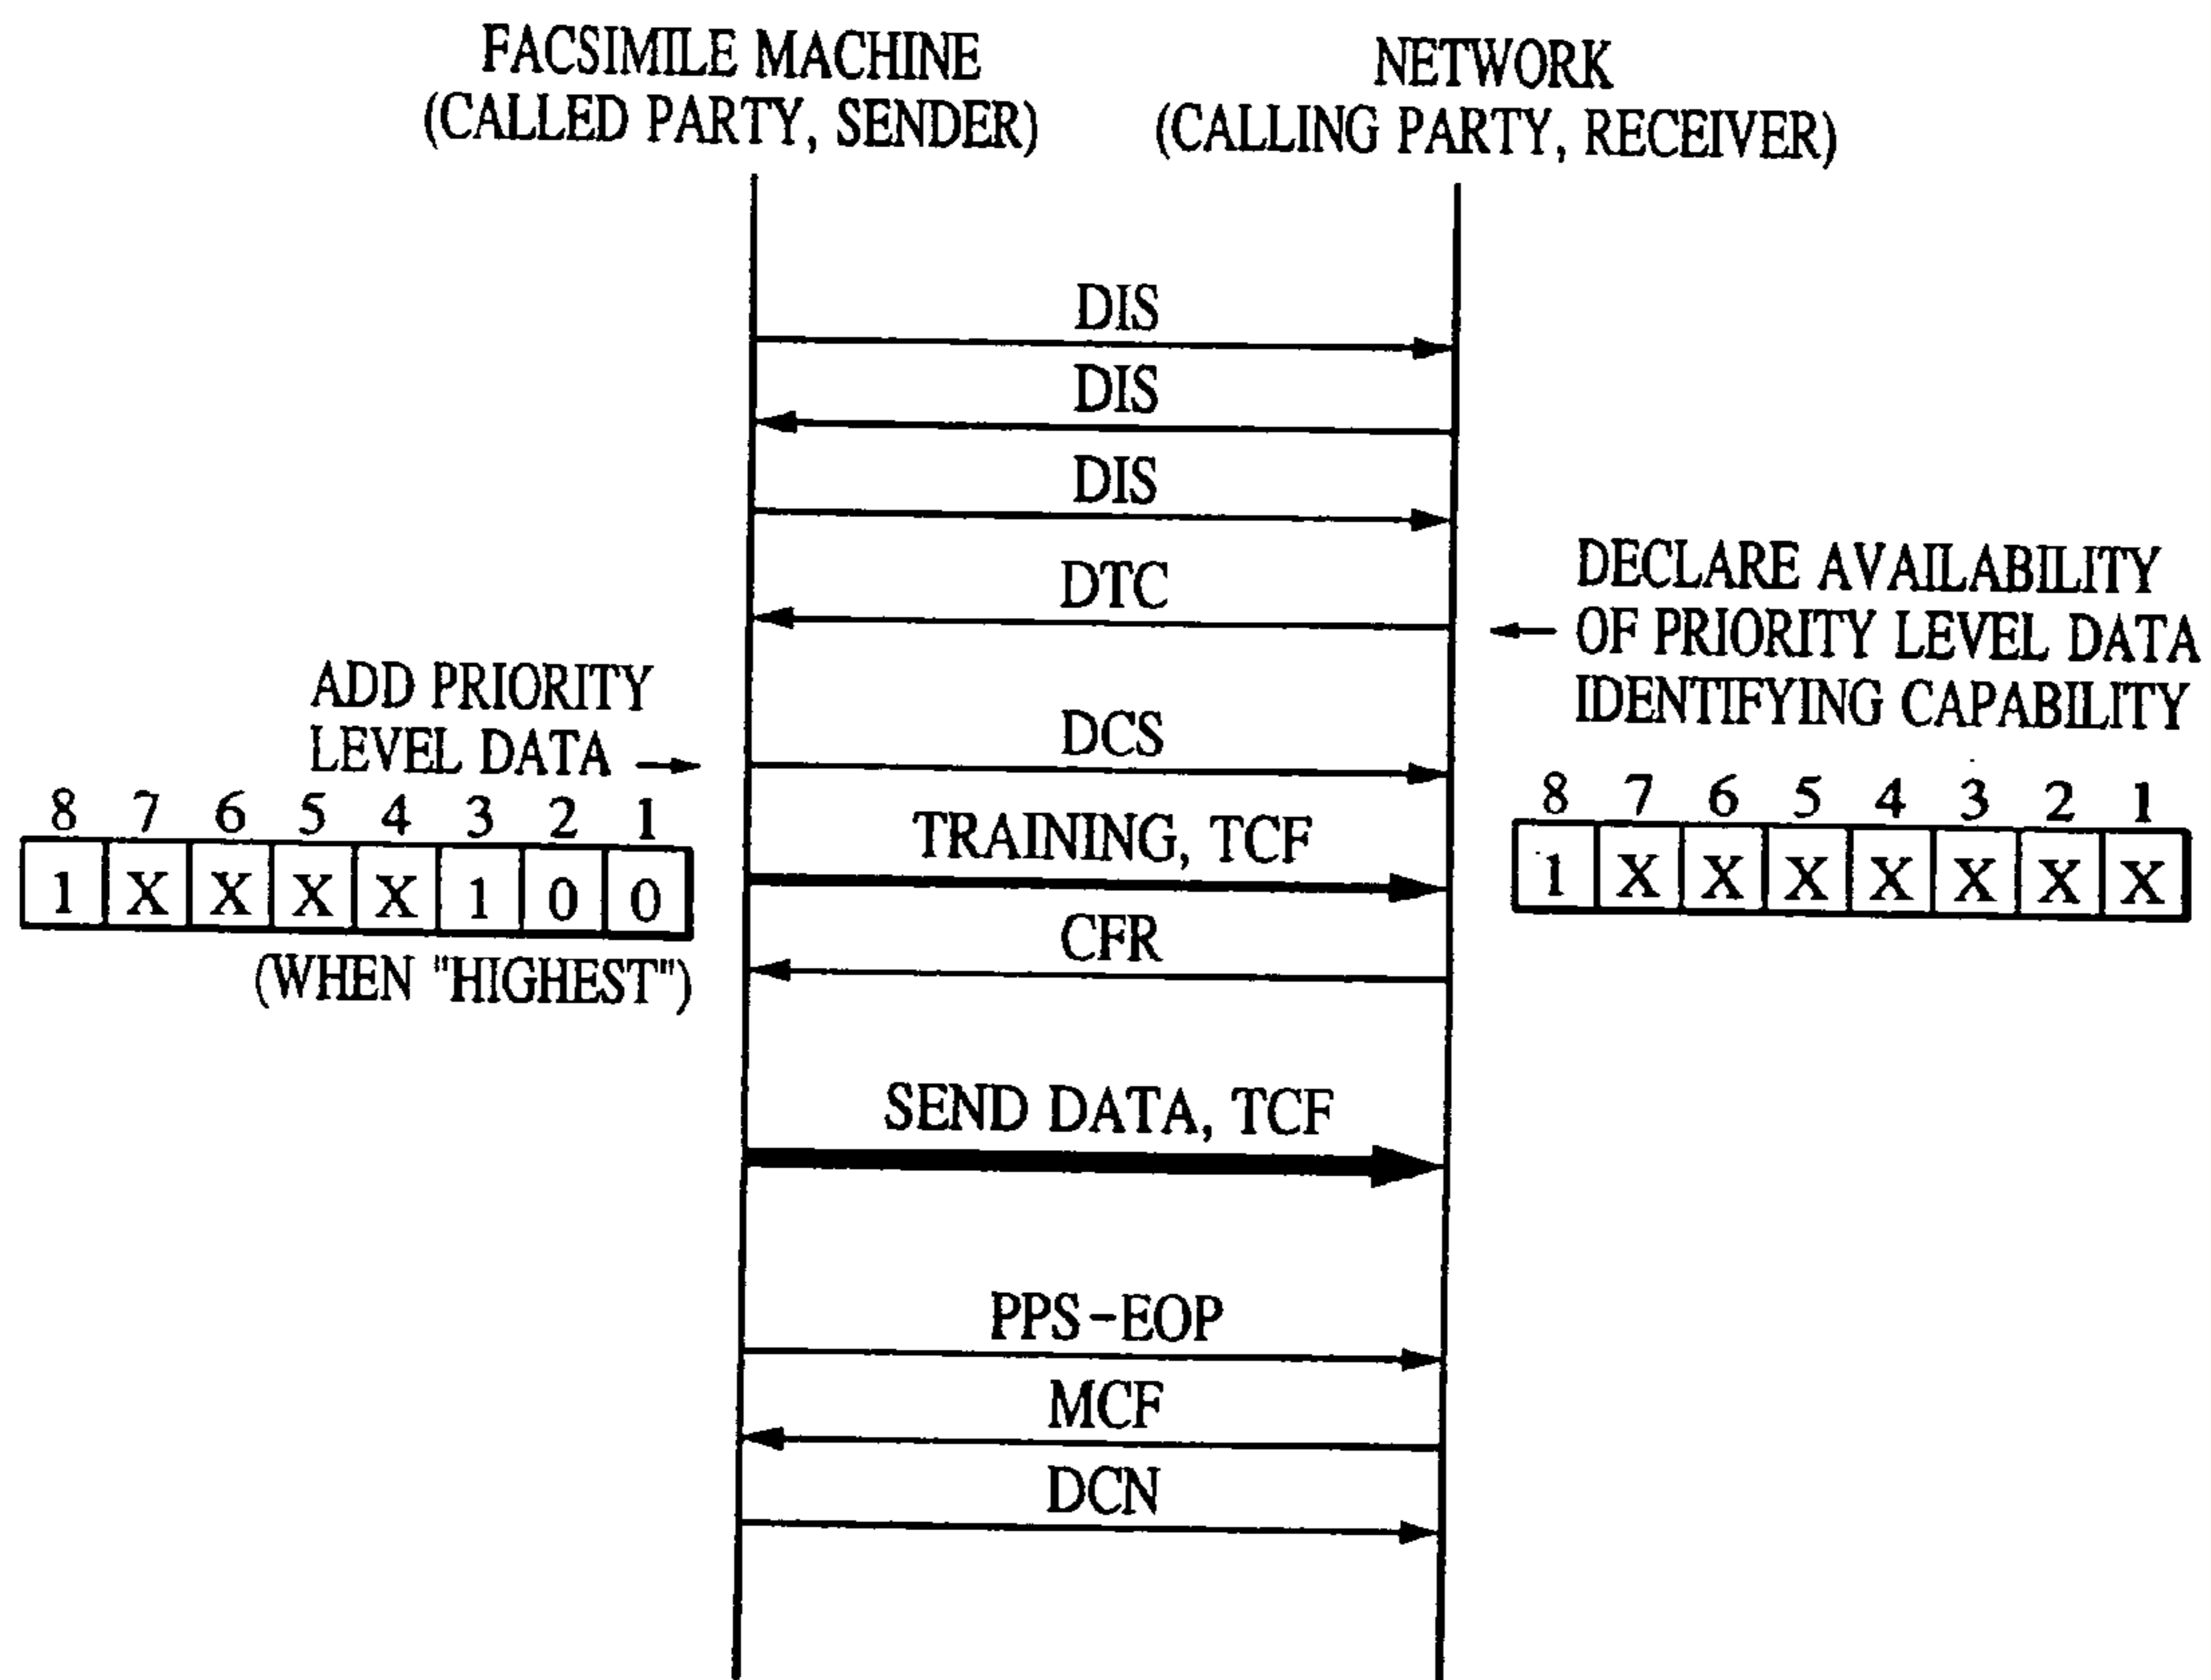 FACSIMILE MACHINE
(CALLED PARTY, SENDER)
NETWORK
(CALLING PARTY, RECEIVER)
DIS
DIS
DIS
DTC
DECLARE AVAILABILITY
OF PRIORITY LEVEL DATA
IDENTIFYING CAPABILITY
ADD PRIORITY
LEVEL DATA
DCS
8 7 6 5 4 3 2 1
1 X X X X 1 0 0
(WHEN "HIGHEST")
8 7 6 5 4 3 2 1
1 X X X X X X X
TRAINING, TCF
CFR
SEND DATA, TCF
PPS-EOP
MCF
DCN